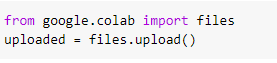 from google.colab import files
uploaded = files.upload()